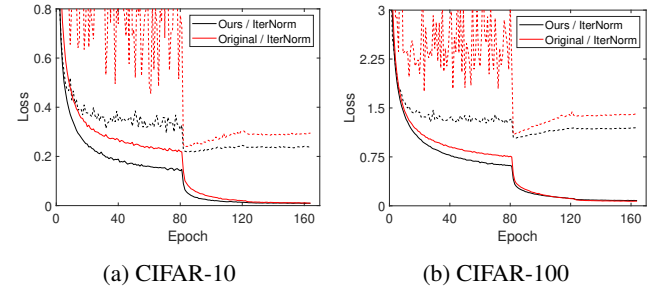 0.8
0.6
0.4
0.2
0
Loss
Ours / IterNorm
Original / IterNorm
0 40 80 120 160
Epoch
(a) CIFAR-10
3
2.25
1.5
0.75
0
Loss
Ours / IterNorm
Original / IterNorm
0 40 80 120 160
Epoch
(b) CIFAR-100